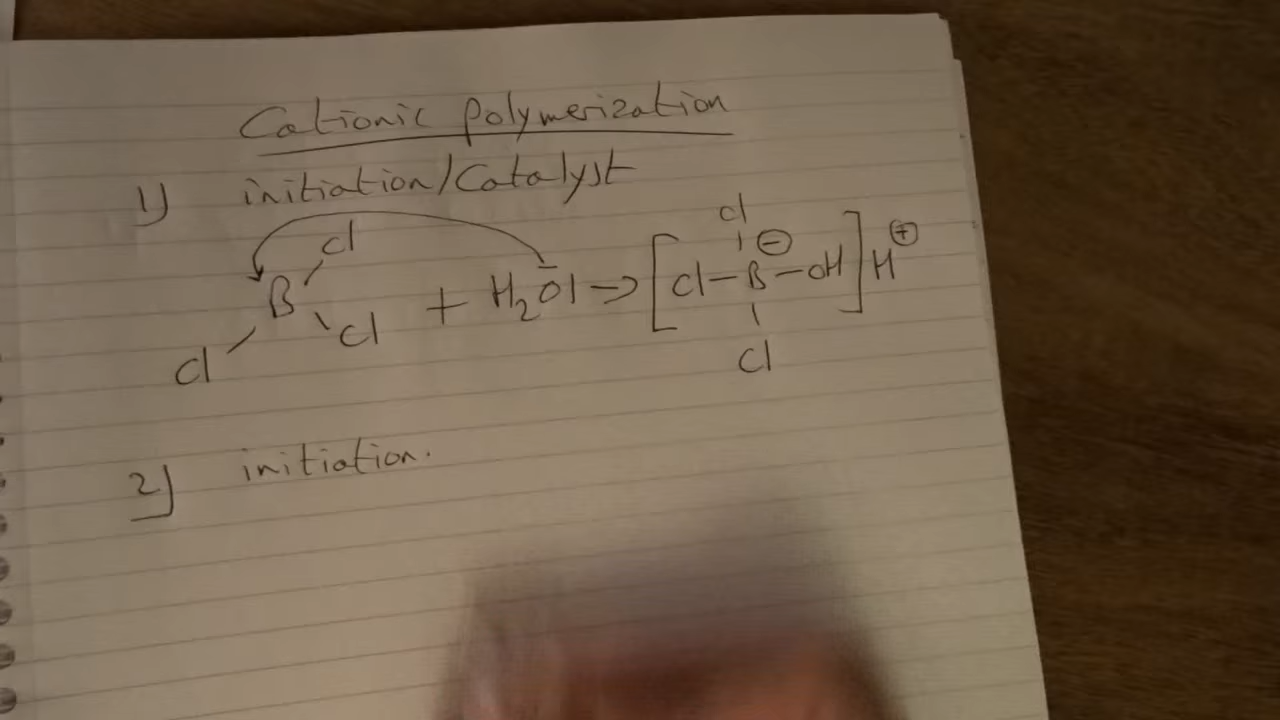 Cationic polymerization
1) initiation/Catalyst
Cl
B
Cl
Cl
+ H₂O → [Cl-B-OH]H⊕
Cl
⊖
Cl
2) initiation.